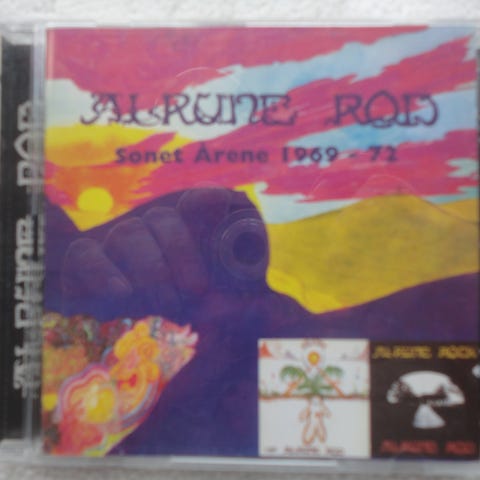 ALRUNE ROD
Sonet Årene 1969 - 72
ALRUNE ROD
ALRUNE ROCK
ALRUNE ROD